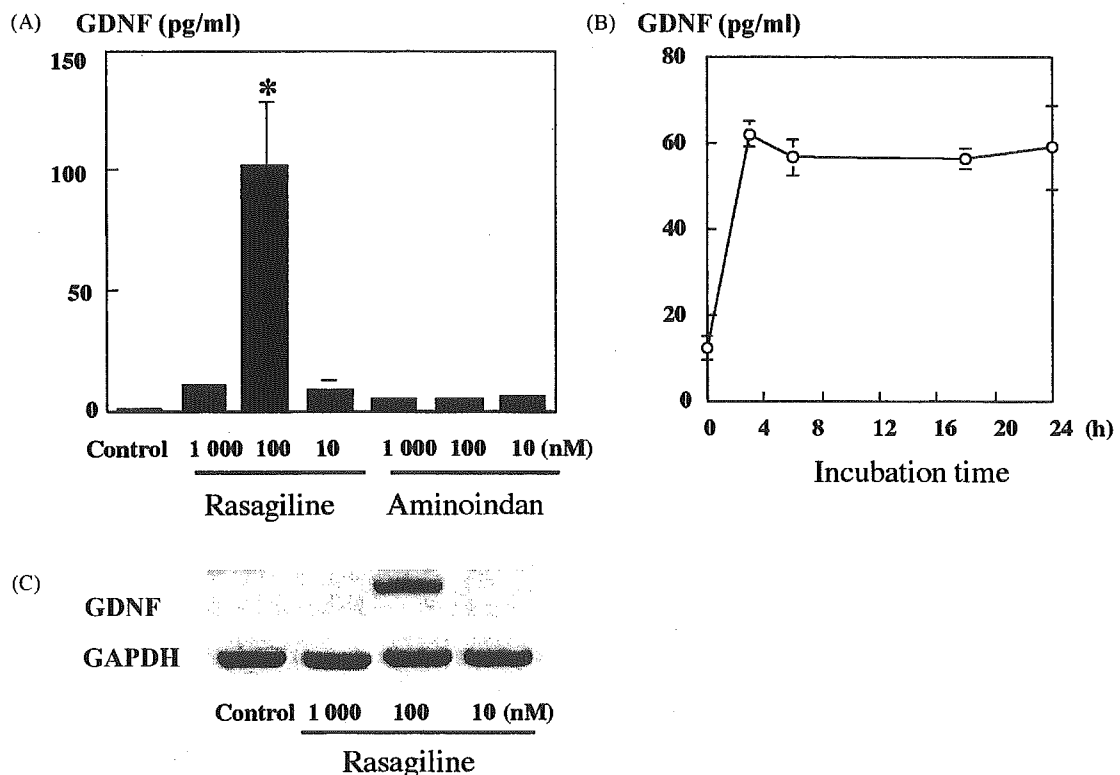 (A) GDNF (pg/ml)
150
100
50
0
*
Control 1 000 100 10 1 000 100 10 (nM)
Rasagiline Aminoindan
(B) GDNF (pg/ml)
80
60
40
20
0
0 4 8 12 16 20 24 (h)
Incubation time
(C)
GDNF
GAPDH
Control 1 000 100 10 (nM)
Rasagiline